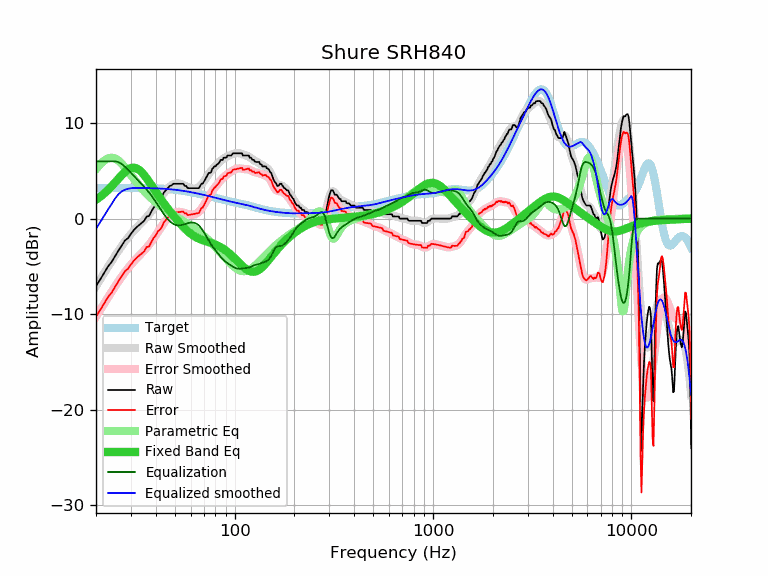 Shure SRH840
Amplitude (dBr)
10
0
−10
−20
−30
Target
Raw Smoothed
Error Smoothed
Raw
Error
Parametric Eq
Fixed Band Eq
Equalization
Equalized smoothed
100
1000
10000
Frequency (Hz)